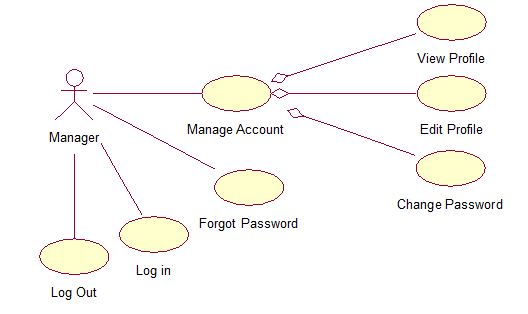 View Profile
Manager
Manage Account
Edit Profile
Change Password
Forgot Password
Log in
Log Out